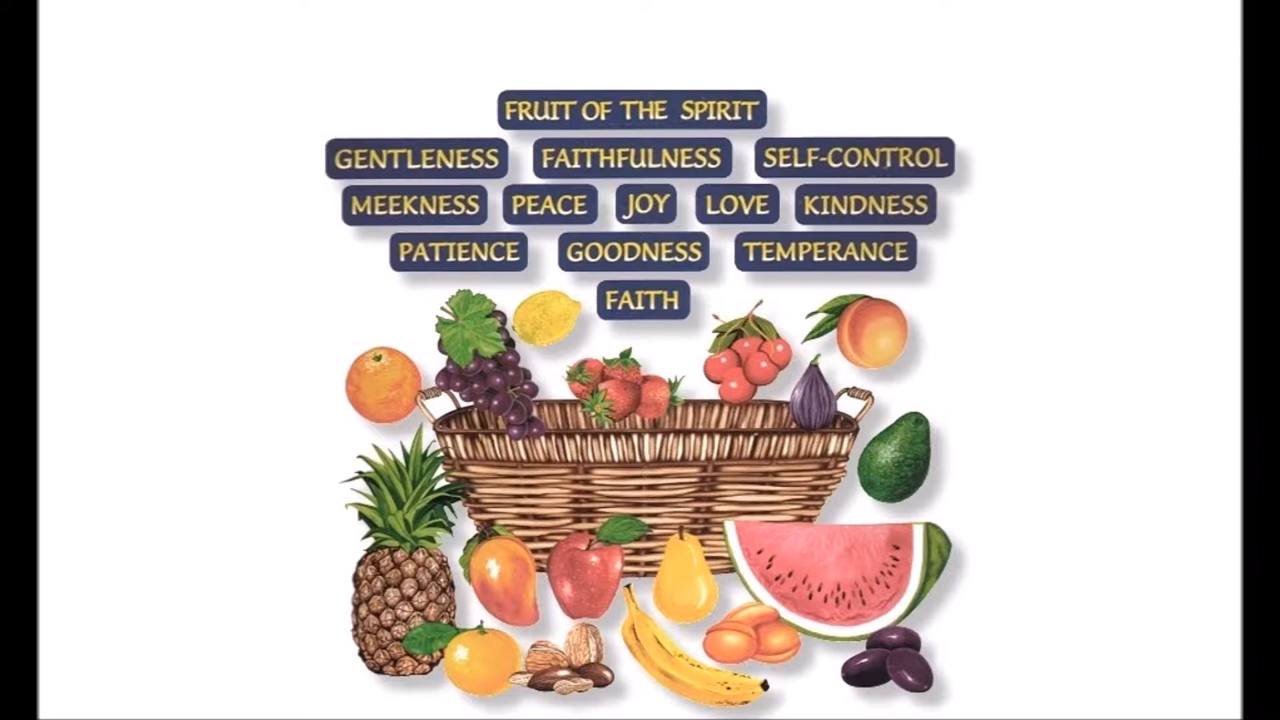 FRUIT OF THE SPIRIT
GENTLENESS FAITHFULNESS SELF-CONTROL
MEEKNESS PEACE JOY LOVE KINDNESS
PATIENCE GOODNESS TEMPERANCE
FAITH